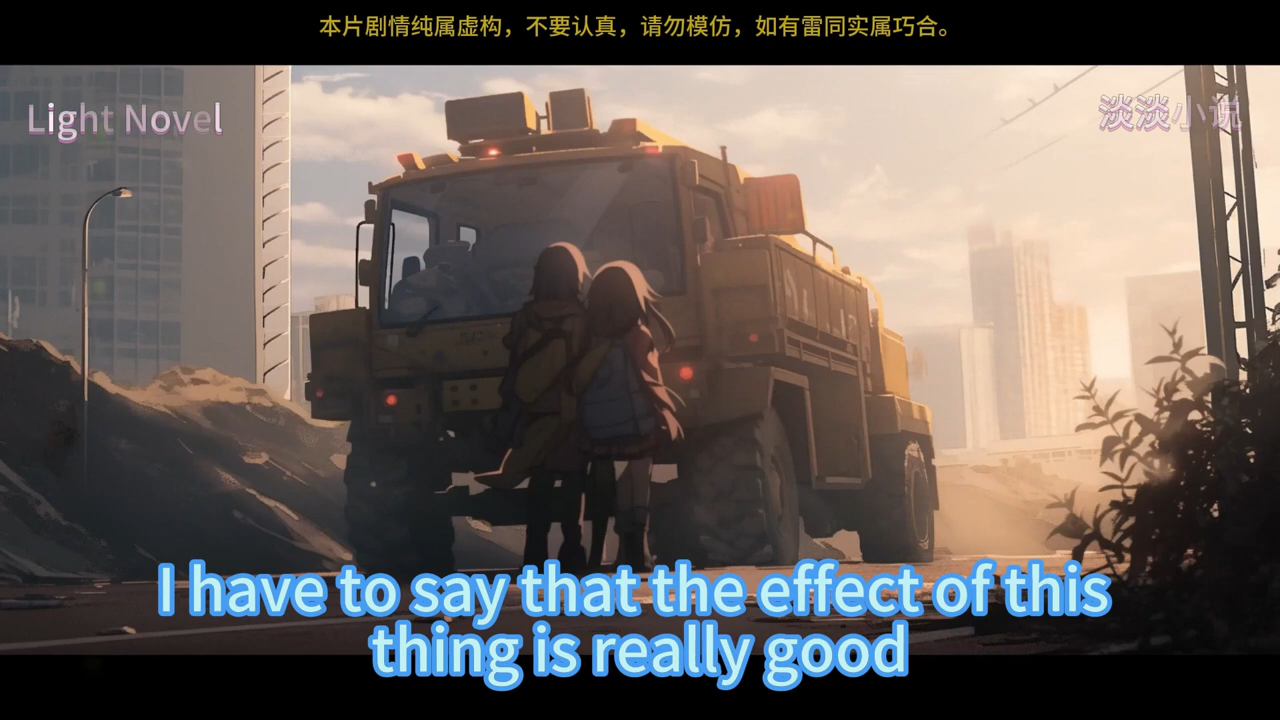 本片剧情纯属虚构，不要认真，请勿模仿，如有雷同实属巧合。
Light Novel
淡淡小说
I have to say that the effect of this
thing is really good